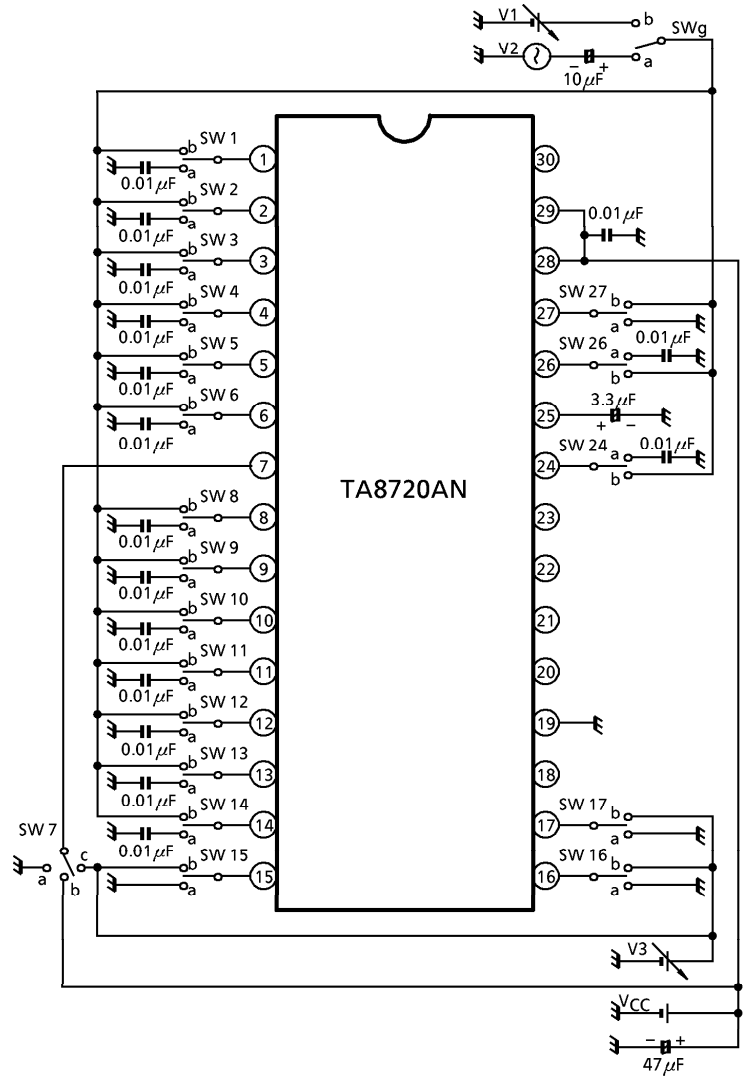 V1 b SWg
V2 ~ − + a
10μF
b SW 1 1 30
a
0.01μF
b SW 2 2 29 0.01μF
a
0.01μF
b SW 3 3 28
a
0.01μF
b SW 4 4 27 SW 27 b
a a
0.01μF
b SW 5 5 26 SW 26 a 0.01μF
a b
0.01μF
b SW 6 6 25 3.3μF
a + −
0.01μF
7 TA8720AN 24 SW 24 a 0.01μF
b
b SW 8 8 23
a
0.01μF
b SW 9 9 22
a
0.01μF
b SW 10 10 21
a
0.01μF
b SW 11 11 20
a
0.01μF
b SW 12 12 19
a
0.01μF
b SW 13 13 18
a
0.01μF
b SW 14 14 17 SW 17 b
a a
0.01μF
SW 7 a b c
b SW 15 15 16 SW 16 b
a a
V3
VCC
− +
47μF